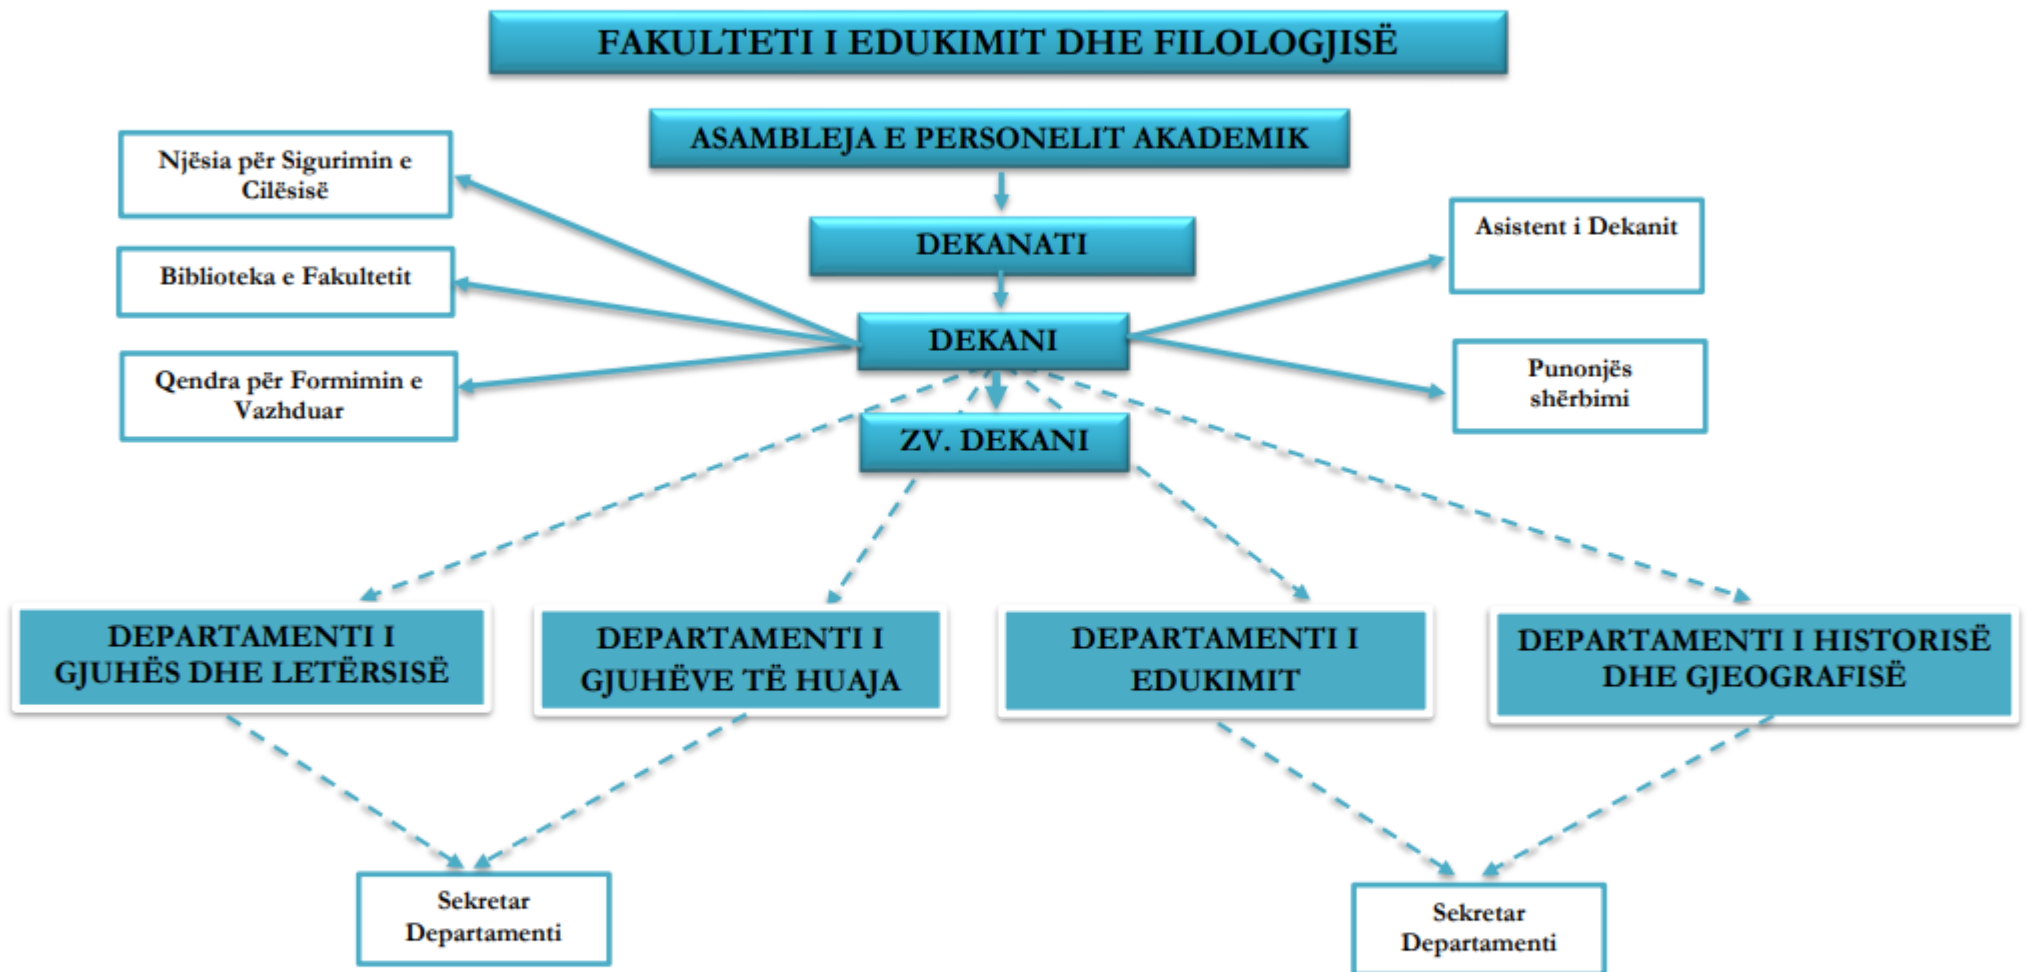 FAKULTETI I EDUKIMIT DHE FILOLOGJISË
ASAMBLEJA E PERSONELIT AKADEMIK
Njësia për Sigurimin e
Cilësisë
Biblioteka e Fakultetit
Qendra për Formimin e
Vazhduar
DEKANATI
DEKANI
ZV. DEKANI
Asistent i Dekanit
Punonjës
shërbimi
DEPARTAMENTI I
GJUHËS DHE LETËRSISË
DEPARTAMENTI I
GJUHËVE TË HUAJA
DEPARTAMENTI I
EDUKIMIT
DEPARTAMENTI I HISTORISË
DHE GJEOGRAFISË
Sekretar
Departamenti
Sekretar
Departamenti